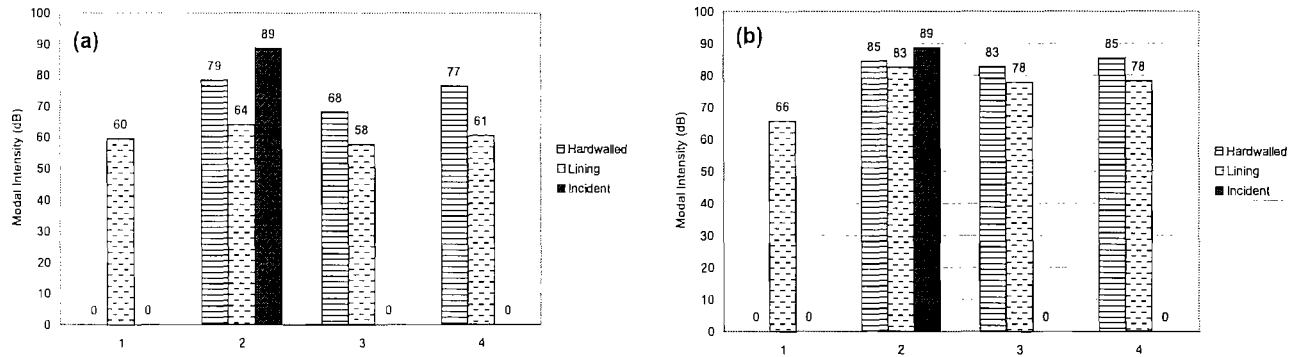 (a)
Modal Intensity (dB)
100
90
80
70
60
50
40
30
20
10
0
0 60 0
79 64 89
68 58 0
77 61 0
1 2 3 4
Hardwalled
Lining
Incident
(b)
Modal Intensity (dB)
100
90
80
70
60
50
40
30
20
10
0
0 66 0
85 83 89
83 78 0
85 78 0
1 2 3 4
Hardwalled
Lining
Incident